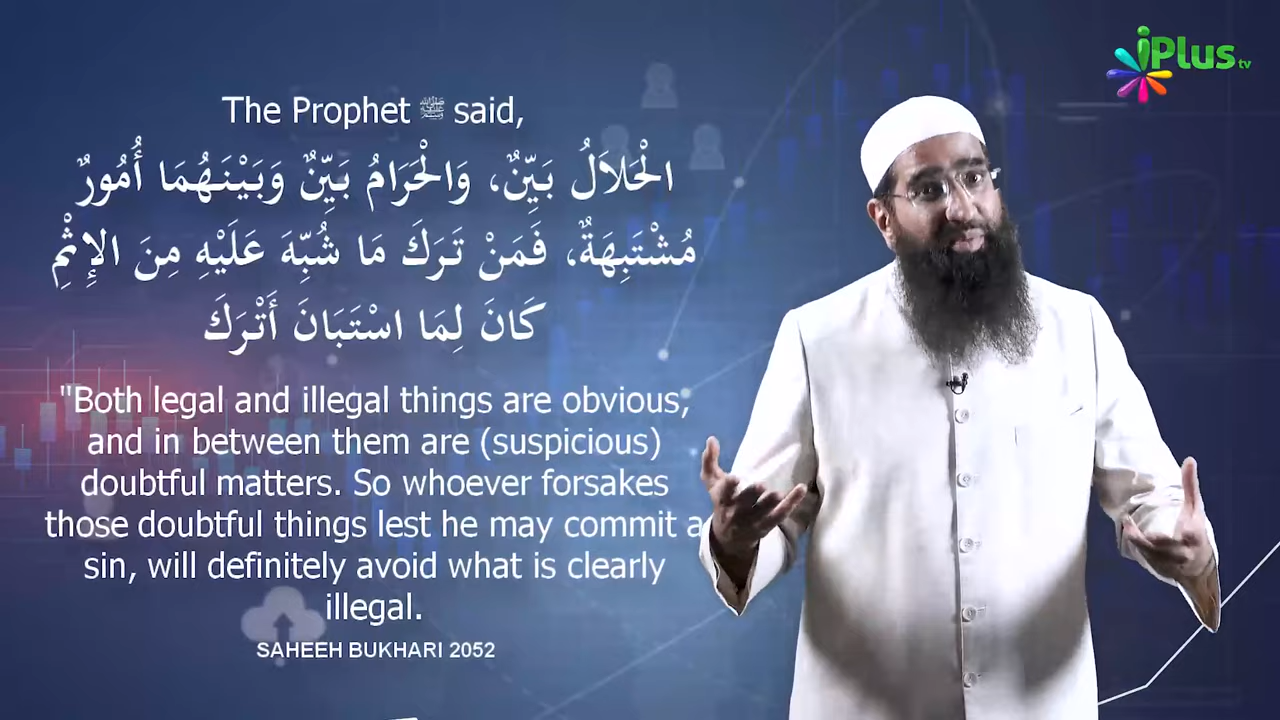 iPlus tv
The Prophet ﷺ said,
الْحَلاَلُ بَيِّنٌ، وَالْحَرَامُ بَيِّنٌ وَبَيْنَهُمَا أُمُورٌ
مُشْتَبِهَةٌ، فَمَنْ تَرَكَ مَا شُبِّهَ عَلَيْهِ مِنَ الإِثْمِ
كَانَ لِمَا اسْتَبَانَ أَتْرَكَ
"Both legal and illegal things are obvious,
and in between them are (suspicious)
doubtful matters. So whoever forsakes
those doubtful things lest he may commit a
sin, will definitely avoid what is clearly
illegal.
SAHEEH BUKHARI 2052